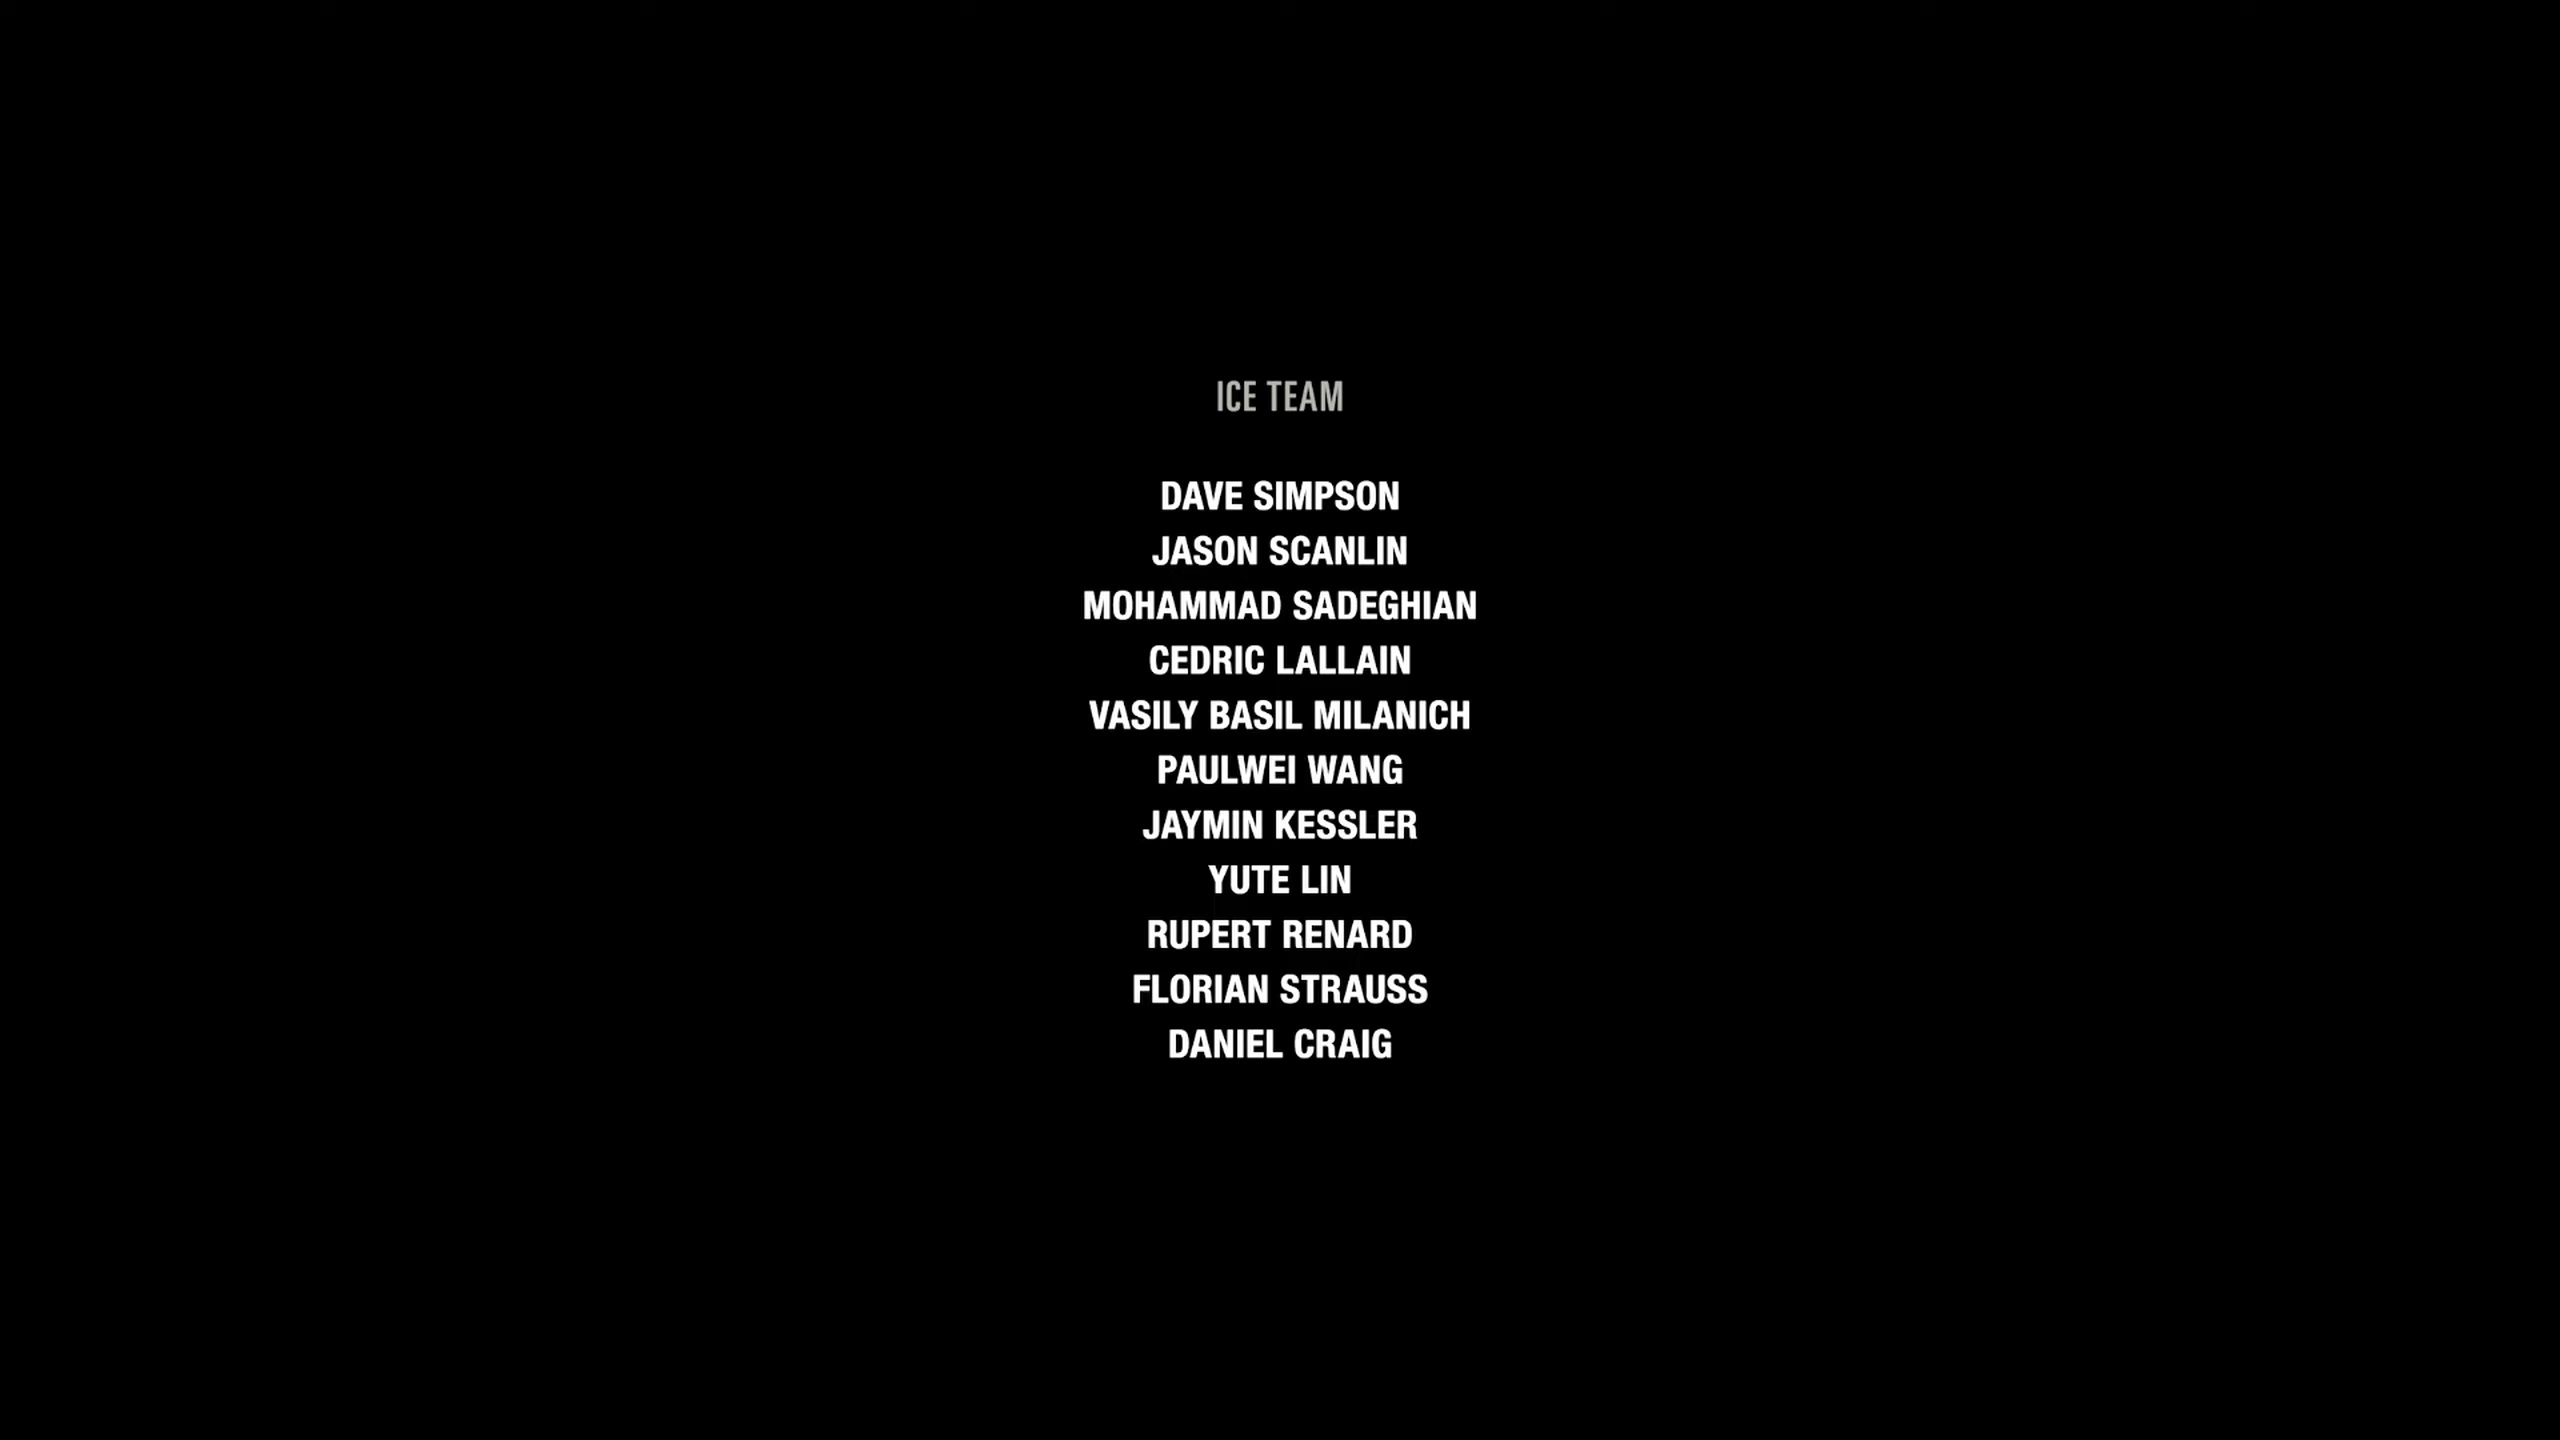 ICE TEAM
DAVE SIMPSON
JASON SCANLIN
MOHAMMAD SADEGHIAN
CEDRIC LALLAIN
VASILY BASIL MILANICH
PAULWEI WANG
JAYMIN KESSLER
YUTE LIN
RUPERT RENARD
FLORIAN STRAUSS
DANIEL CRAIG